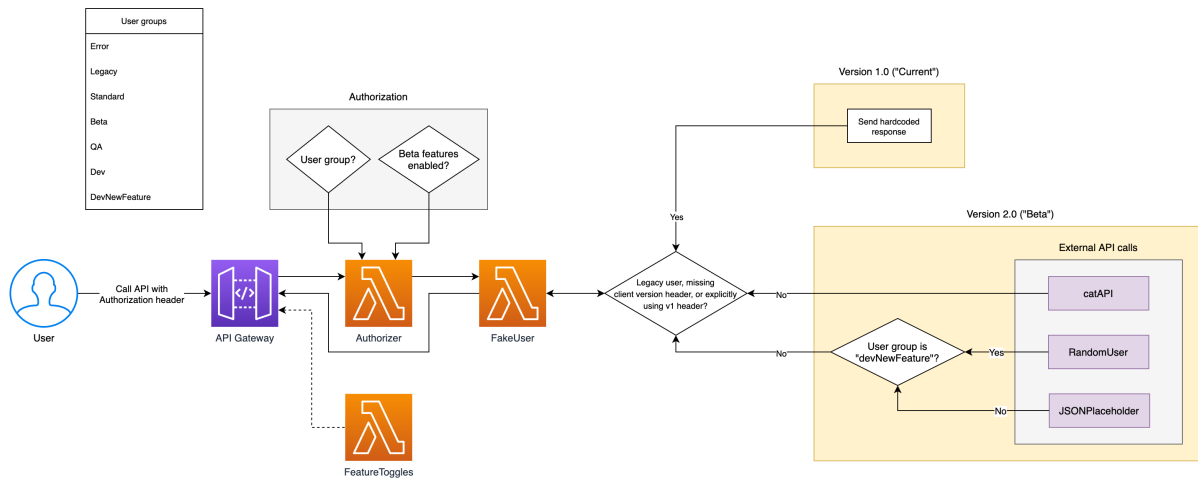 User groups
Error
Legacy
Standard
Beta
QA
Dev
DevNewFeature
Authorization
User group?
Beta features
enabled?
User
Call API with
Authorization header
</>
API Gateway
Authorizer
FakeUser
FeatureToggles
Legacy user, missing
client version header, or explicitly
using v1 header?
Yes
No
No
Version 1.0 ("Current")
Send hardcoded
response
Version 2.0 ("Beta")
External API calls
catAPI
User group is
"devNewFeature"?
Yes
RandomUser
No
JSONPlaceholder